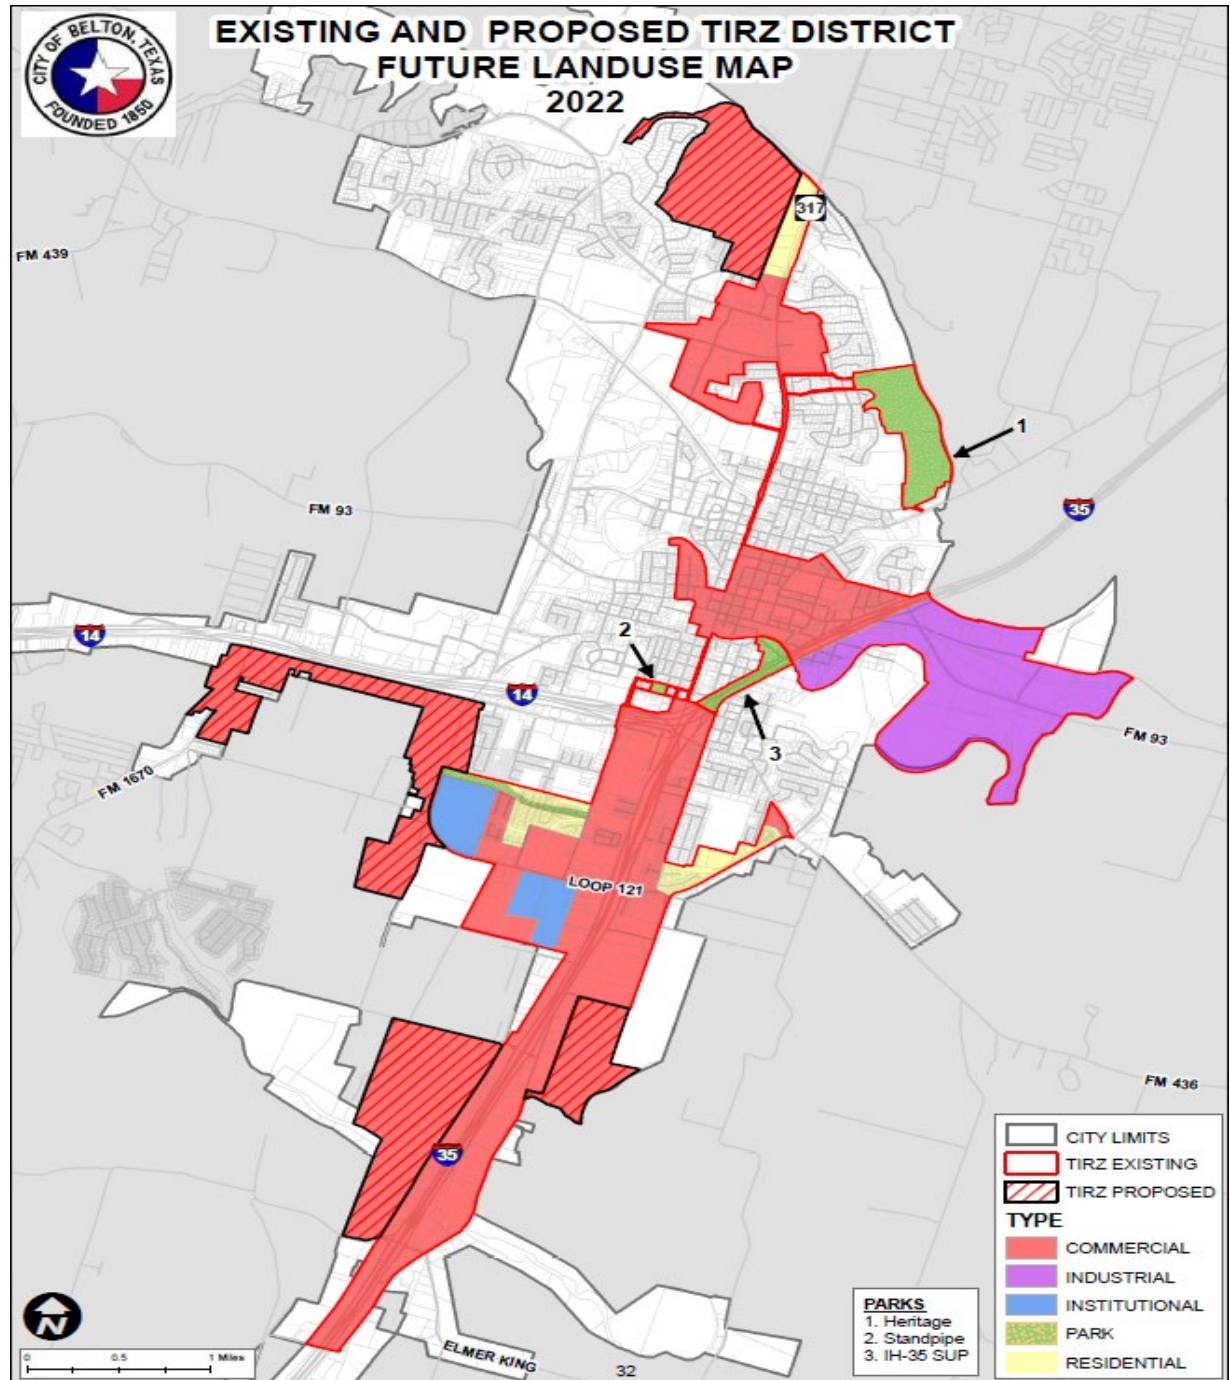 CITY OF BELTON, TEXAS
FOUNDED 1850
EXISTING AND PROPOSED TIRZ DISTRICT
FUTURE LANDUSE MAP
2022
317
FM 439
1
35
FM 93
14
2
14
FM 93
3
FM 1670
LOOP 121
FM 436
35
CITY LIMITS
TIRZ EXISTING
TIRZ PROPOSED
TYPE
COMMERCIAL
INDUSTRIAL
INSTITUTIONAL
PARK
RESIDENTIAL
PARKS
1. Heritage
2. Standpipe
3. IH-35 SUP
N
0 0.5 1 Miles
ELMER KING
32